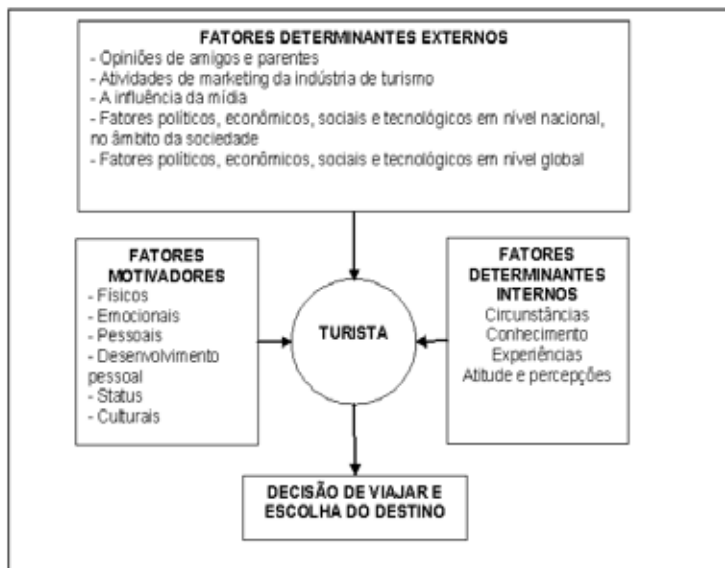 FATORES DETERMINANTES EXTERNOS
- Opiniões de amigos e parentes
- Atividades de marketing da indústria de turismo
- A influência da mídia
- Fatores políticos, econômicos, sociais e tecnológicos em nível nacional,
no âmbito da sociedade
- Fatores políticos, econômicos, sociais e tecnológicos em nível global
FATORES
MOTIVADORES
- Físicos
- Emocionais
- Pessoais
- Desenvolvimento
pessoal
- Status
- Culturais
TURISTA
FATORES
DETERMINANTES
INTERNOS
Circunstâncias
Conhecimento
Experiências
Atitude e percepções
DECISÃO DE VIAJAR E
ESCOLHA DO DESTINO